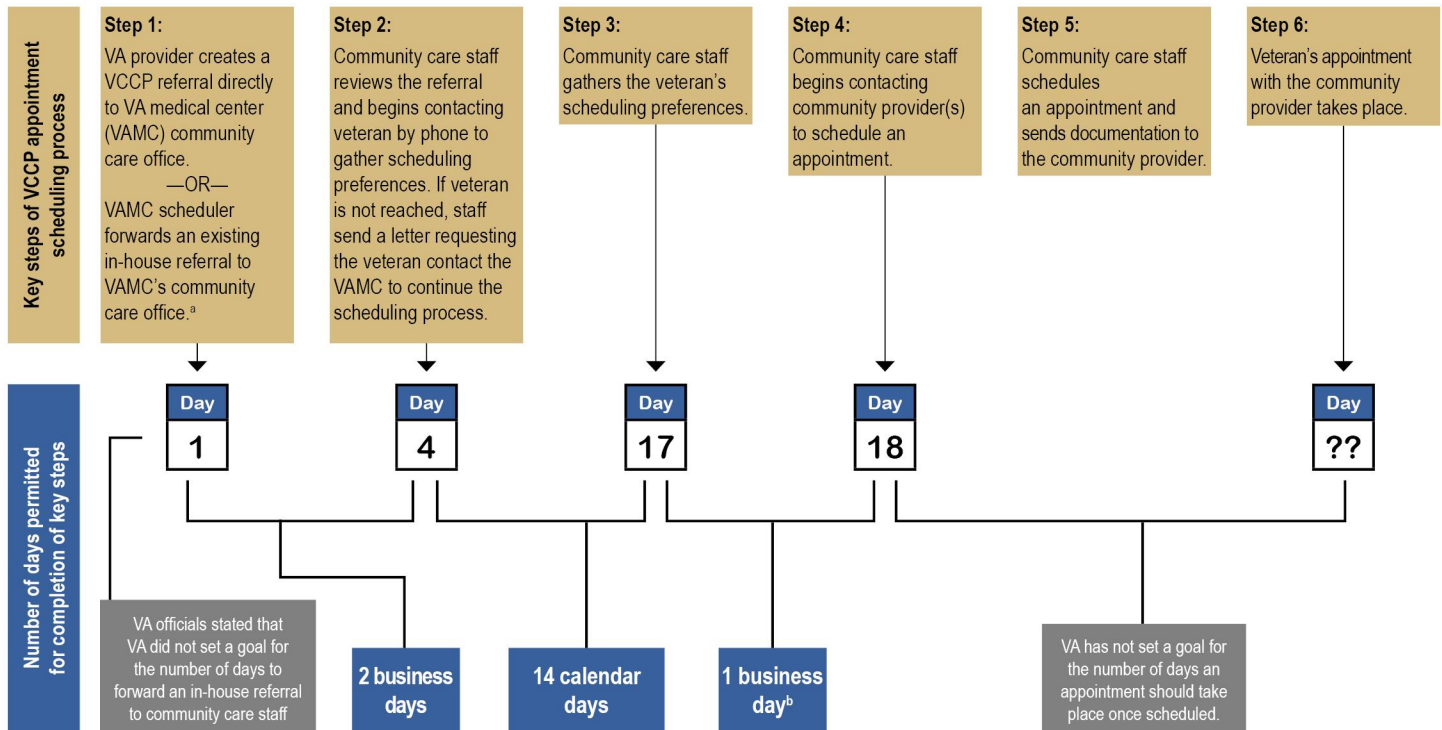 Key steps of VCCP appointment
scheduling process
Step 1:
VA provider creates a
VCCP referral directly
to VA medical center
(VAMC) community
care office.
—OR—
VAMC scheduler
forwards an existing
in-house referral to
VAMC's community
care office.a
Step 2:
Community care staff
reviews the referral
and begins contacting
veteran by phone to
gather scheduling
preferences. If veteran
is not reached, staff
send a letter requesting
the veteran contact the
VAMC to continue the
scheduling process.
Step 3:
Community care staff
gathers the veteran's
scheduling preferences.
Step 4:
Community care staff
begins contacting
community provider(s)
to schedule an
appointment.
Step 5:
Community care staff
schedules
an appointment and
sends documentation to
the community provider.
Step 6:
Veteran's appointment
with the community
provider takes place.
Number of days permitted
for completion of key steps
Day
1
Day
4
Day
17
Day
18
Day
??
VA officials stated that
VA did not set a goal for
the number of days to
forward an in-house referral
to community care staff
2 business
days
14 calendar
days
1 business
dayb
VA has not set a goal for
the number of days an
appointment should take
place once scheduled.